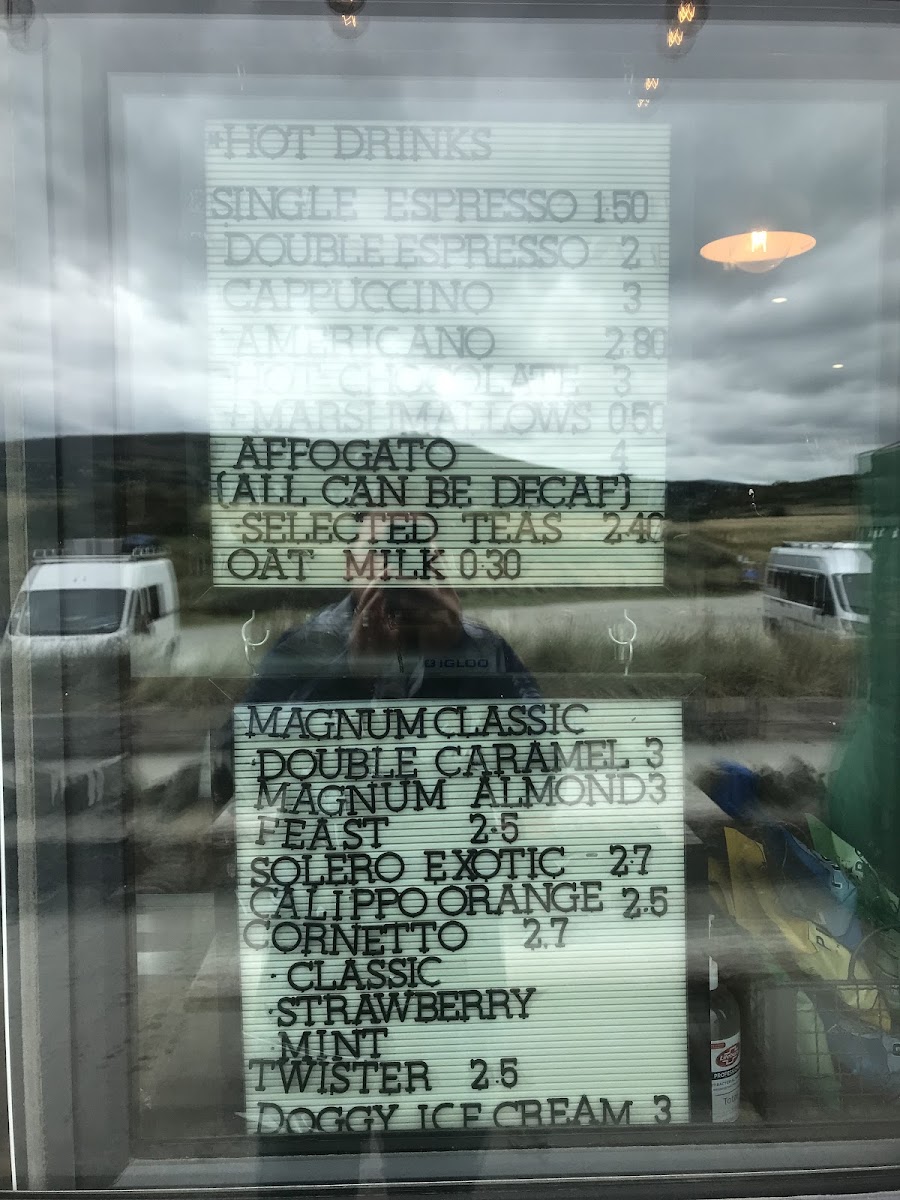 HOT DRINKS
SINGLE ESPRESSO 1.50
DOUBLE ESPRESSO 2
CAPPUCCINO 3
AMERICANO 2.80
HOT CHOCOLATE 3
+MARSHMALLOWS 0.50
AFFOGATO 4
(ALL CAN BE DECAF)
SELECTED TEAS 2.40
OAT MILK 0.30
IGLOO
MAGNUM CLASSIC
DOUBLE CARAMEL 3
MAGNUM ALMOND 3
FEAST 2.5
SOLERO EXOTIC - 2.7
CALIPPO ORANGE 2.5
CORNETTO 2.7
· CLASSIC
· STRAWBERRY
MINT
TWISTER 2.5
DOGGY ICE CREAM 3